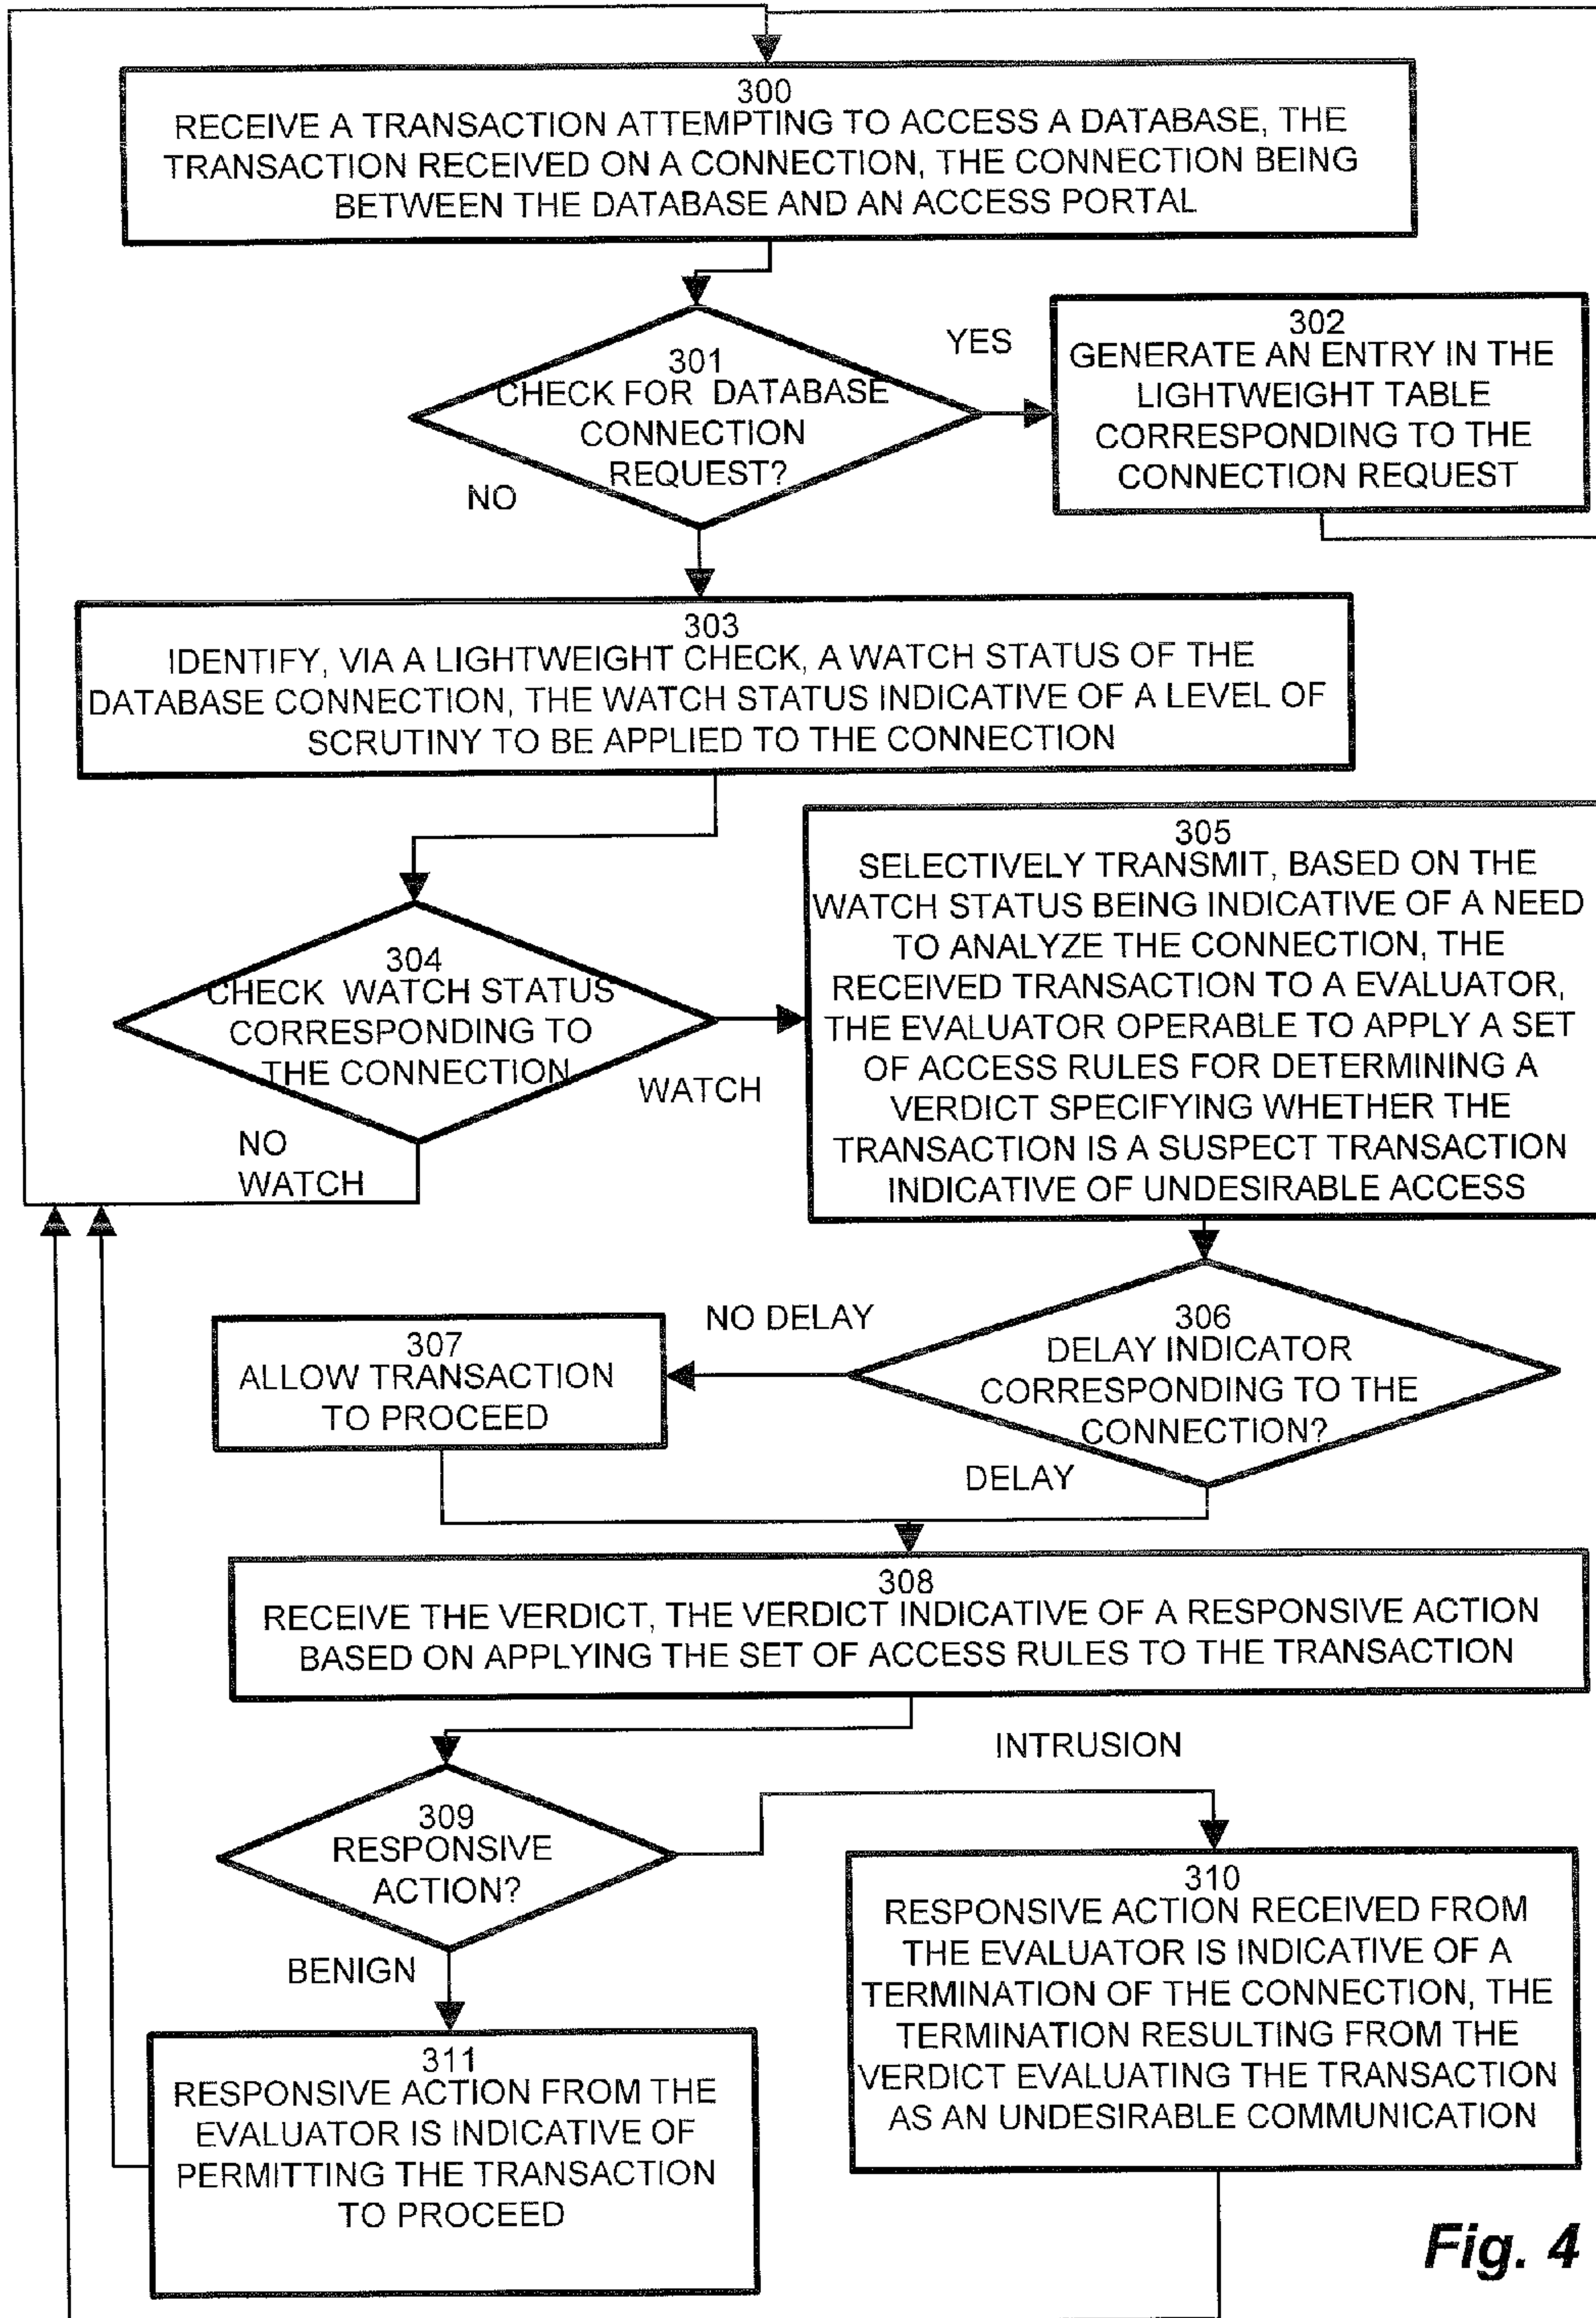 300
RECEIVE A TRANSACTION ATTEMPTING TO ACCESS A DATABASE, THE
TRANSACTION RECEIVED ON A CONNECTION, THE CONNECTION BEING
BETWEEN THE DATABASE AND AN ACCESS PORTAL
301
CHECK FOR DATABASE
CONNECTION
REQUEST?
YES
NO
302
GENERATE AN ENTRY IN THE
LIGHTWEIGHT TABLE
CORRESPONDING TO THE
CONNECTION REQUEST
303
IDENTIFY, VIA A LIGHTWEIGHT CHECK, A WATCH STATUS OF THE
DATABASE CONNECTION, THE WATCH STATUS INDICATIVE OF A LEVEL OF
SCRUTINY TO BE APPLIED TO THE CONNECTION
304
CHECK WATCH STATUS
CORRESPONDING TO
THE CONNECTION
WATCH
NO
WATCH
305
SELECTIVELY TRANSMIT, BASED ON THE
WATCH STATUS BEING INDICATIVE OF A NEED
TO ANALYZE THE CONNECTION, THE
RECEIVED TRANSACTION TO A EVALUATOR,
THE EVALUATOR OPERABLE TO APPLY A SET
OF ACCESS RULES FOR DETERMINING A
VERDICT SPECIFYING WHETHER THE
TRANSACTION IS A SUSPECT TRANSACTION
INDICATIVE OF UNDESIRABLE ACCESS
306
DELAY INDICATOR
CORRESPONDING TO THE
CONNECTION?
NO DELAY
DELAY
307
ALLOW TRANSACTION
TO PROCEED
308
RECEIVE THE VERDICT, THE VERDICT INDICATIVE OF A RESPONSIVE ACTION
BASED ON APPLYING THE SET OF ACCESS RULES TO THE TRANSACTION
309
RESPONSIVE
ACTION?
INTRUSION
BENIGN
310
RESPONSIVE ACTION RECEIVED FROM
THE EVALUATOR IS INDICATIVE OF A
TERMINATION OF THE CONNECTION, THE
TERMINATION RESULTING FROM THE
VERDICT EVALUATING THE TRANSACTION
AS AN UNDESIRABLE COMMUNICATION
311
RESPONSIVE ACTION FROM THE
EVALUATOR IS INDICATIVE OF
PERMITTING THE TRANSACTION
TO PROCEED
Fig. 4